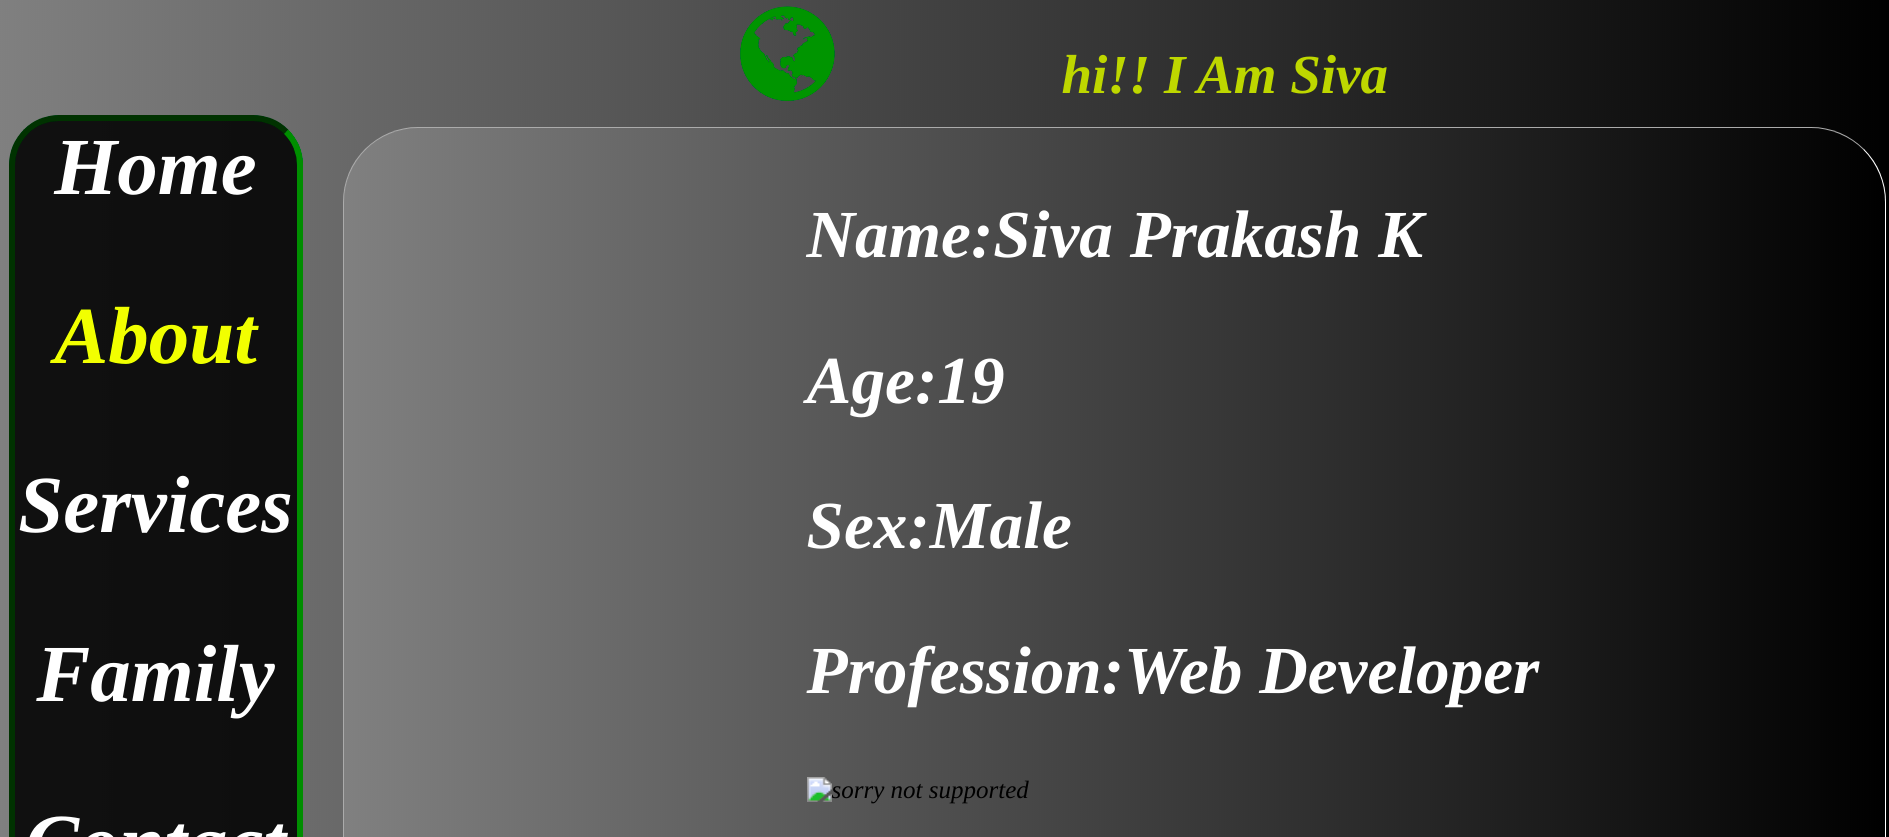 hi!! I Am Siva
Home
About
Services
Family
Contact
Name:Siva Prakash K
Age:19
Sex:Male
Profession:Web Developer
sorry not supported